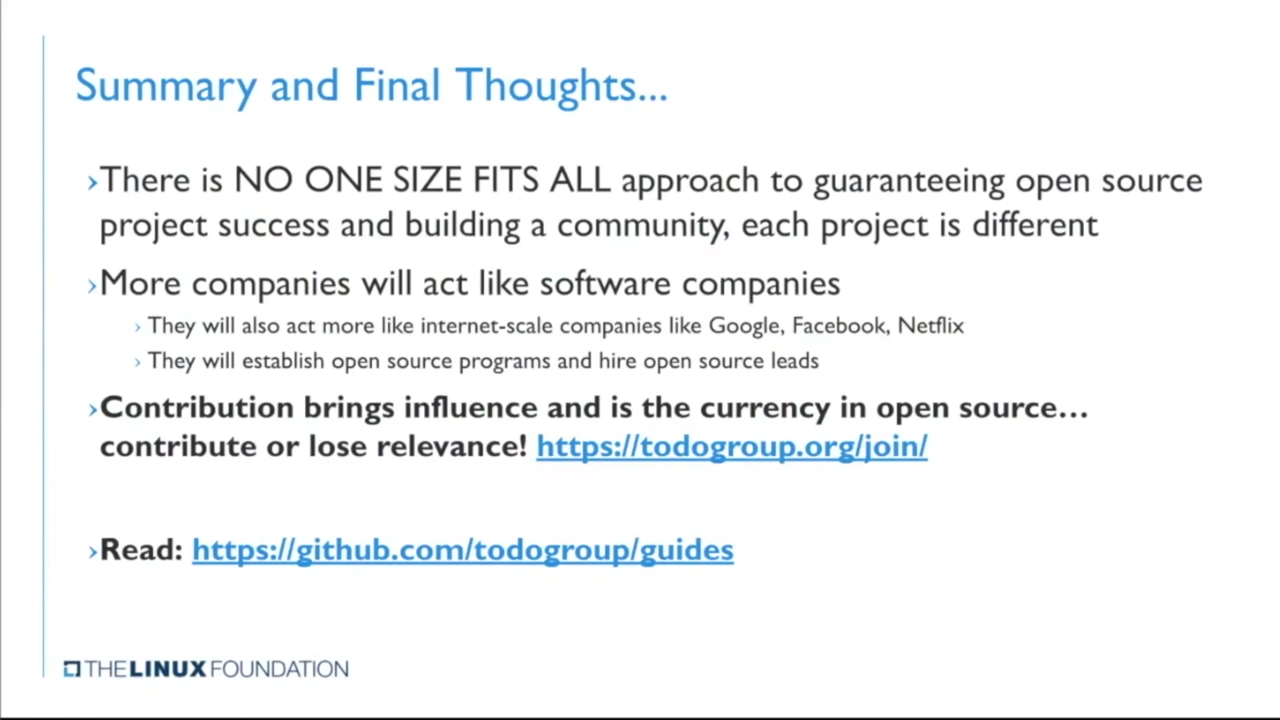 Summary and Final Thoughts...
›There is NO ONE SIZE FITS ALL approach to guaranteeing open source
project success and building a community, each project is different
›More companies will act like software companies
› They will also act more like internet-scale companies like Google, Facebook, Netflix
› They will establish open source programs and hire open source leads
›Contribution brings influence and is the currency in open source…
contribute or lose relevance! https://todogroup.org/join/
›Read: https://github.com/todogroup/guides
THE LINUX FOUNDATION